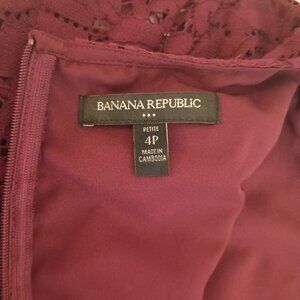 BANANA REPUBLIC
PETITE
4P
MADE IN
CAMBODIA